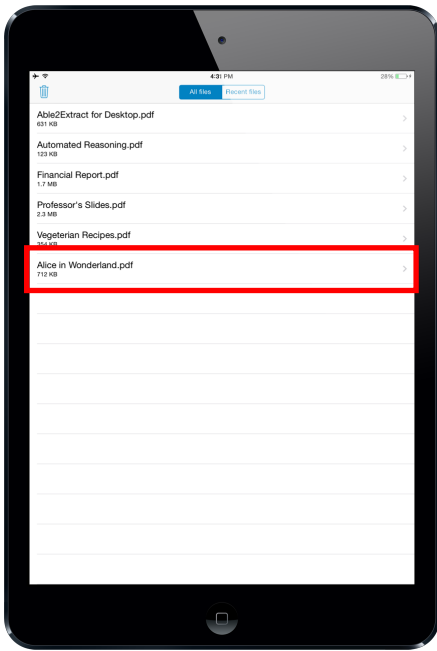 4:31 PM
28%
All files
Recent files
Able2Extract for Desktop.pdf
631 KB
Automated Reasoning.pdf
123 KB
Financial Report.pdf
1.7 MB
Professor's Slides.pdf
2.3 MB
Vegeterian Recipes.pdf
354 KB
Alice in Wonderland.pdf
712 KB